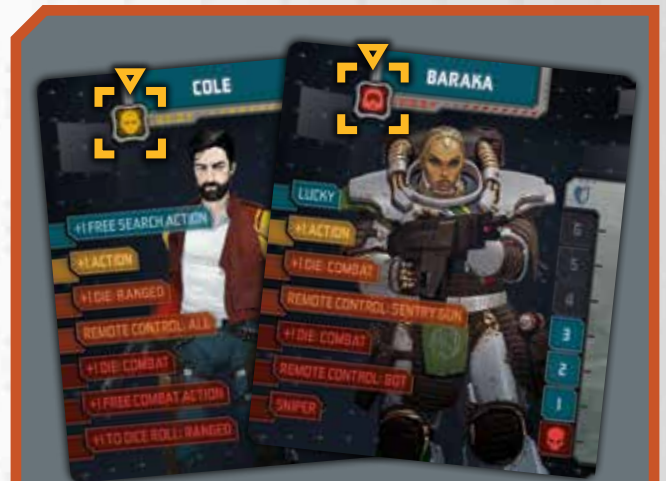 COLE
+1 FREE SEARCH ACTION
+1 ACTION
+1 DIE: RANGED
REMOTE CONTROL: ALL
+1 DIE: COMBAT
+1 FREE COMBAT ACTION
+1 TO DICE ROLL: RANGED
BARAKA
LUCKY
+1 ACTION
+1 DIE: COMBAT
REMOTE CONTROL: SENTRY GUN
+1 DIE: COMBAT
REMOTE CONTROL: BOT
SNIPER
6
5
4
3
2
1